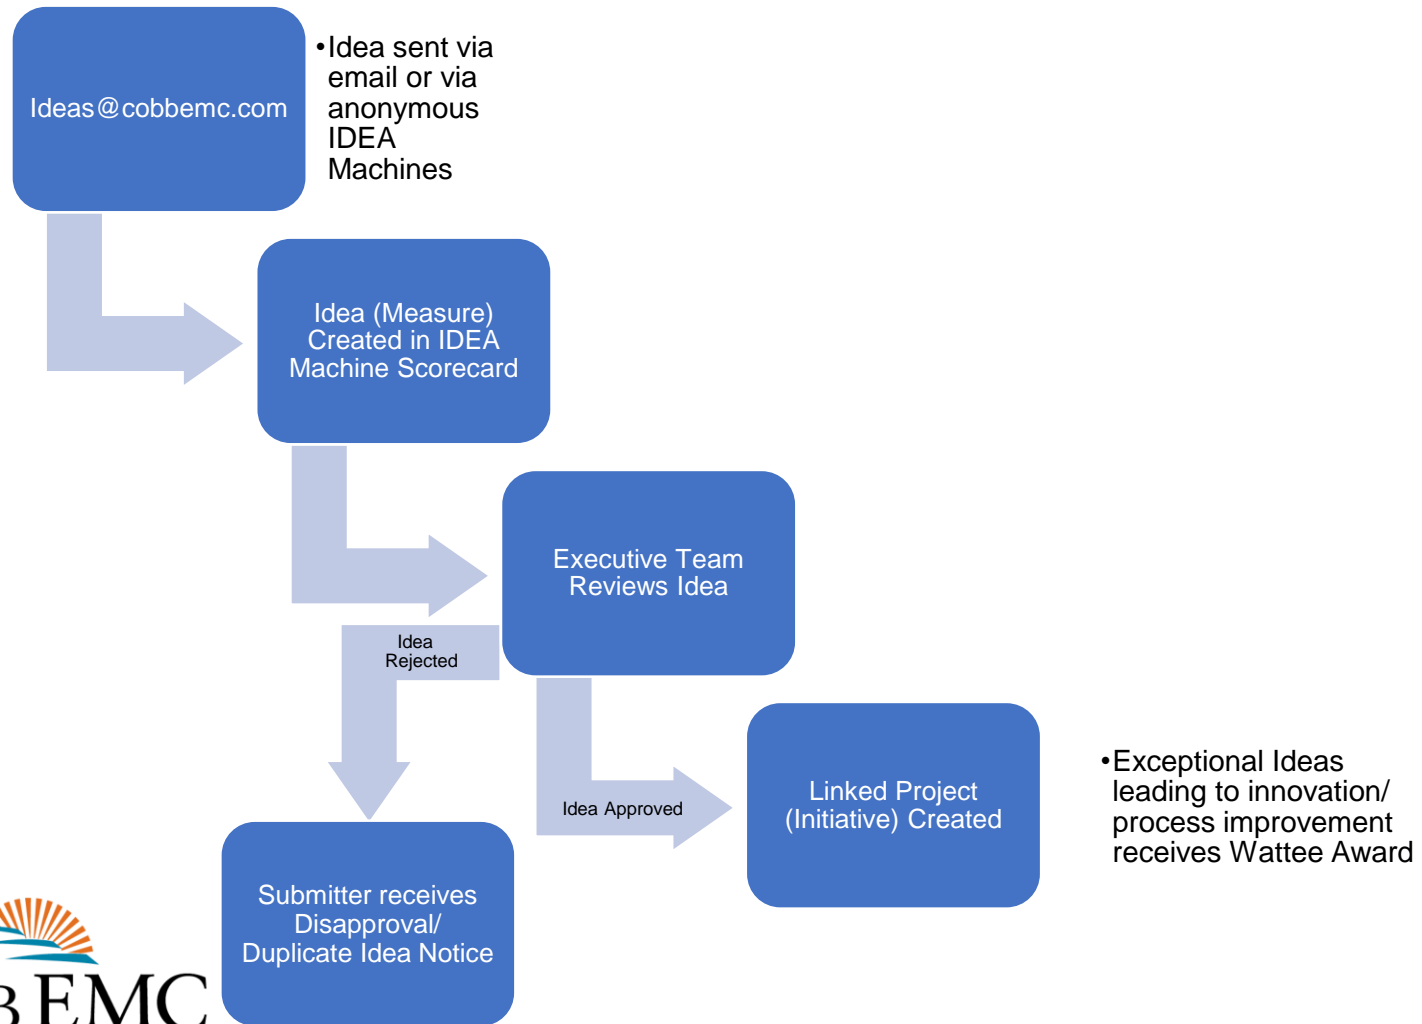 Ideas@cobbemc.com
•Idea sent via
email or via
anonymous
IDEA
Machines
Idea (Measure)
Created in IDEA
Machine Scorecard
Executive Team
Reviews Idea
Idea
Rejected
Idea Approved
Linked Project
(Initiative) Created
•Exceptional Ideas
leading to innovation/
process improvement
receives Wattee Award
Submitter receives
Disapproval/
Duplicate Idea Notice
B EMC